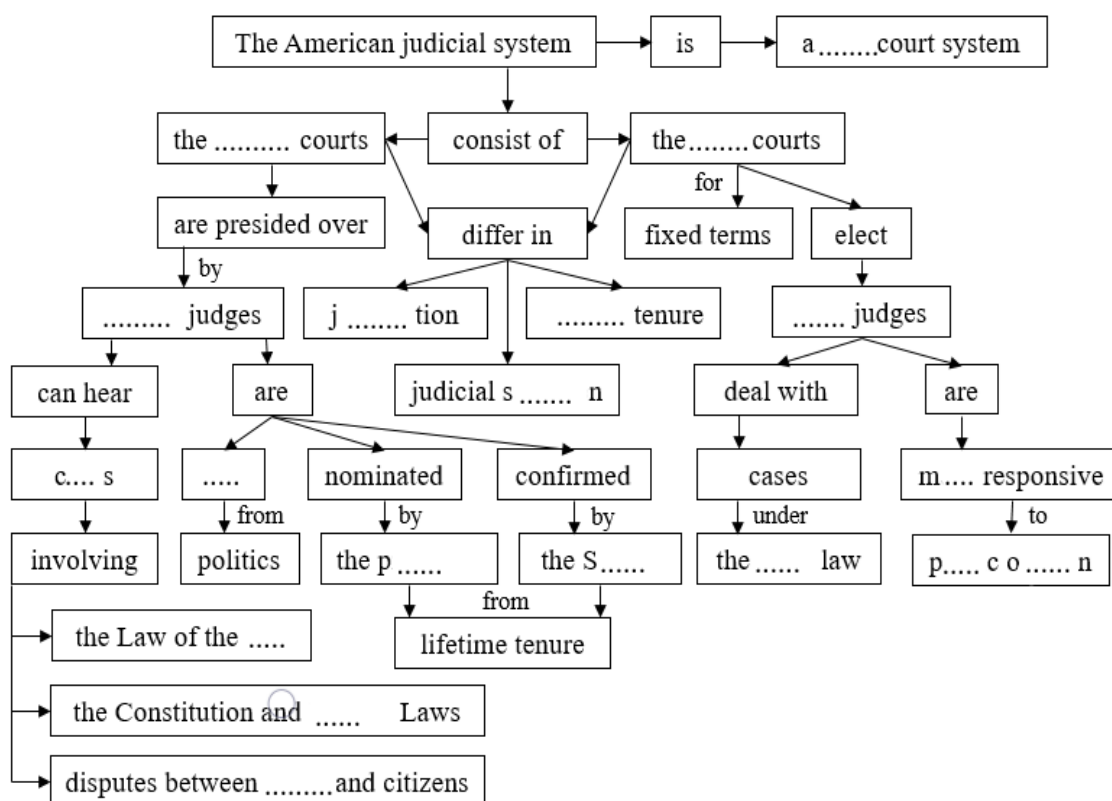 The American judicial system
is
a ........court system
the .......... courts
consist of
the ........ courts
for
are presided over
differ in
fixed terms
elect
by
......... judges
j ........ tion
......... tenure
....... judges
can hear
are
judicial s ....... n
deal with
are
c.... s
.....
nominated
confirmed
cases
m .... responsive
from
by
by
under
to
involving
politics
the p ......
the S......
the ...... law
p..... c o ...... n
from
the Law of the .....
lifetime tenure
the Constitution and ...... Laws
disputes between ......... and citizens